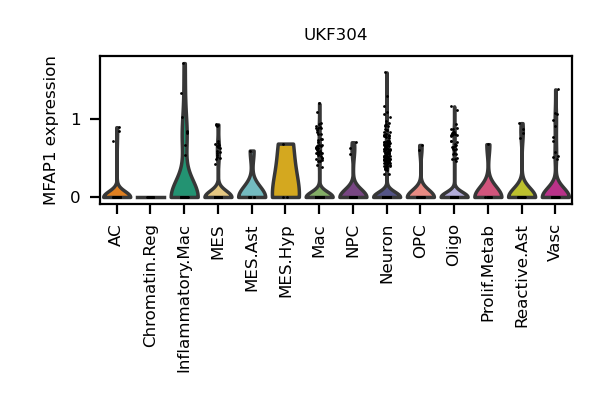 UKF304
MFAP1 expression
1
0
AC
Chromatin.Reg
Inflammatory.Mac
MES
MES.Ast
MES.Hyp
Mac
NPC
Neuron
OPC
Oligo
Prolif.Metab
Reactive.Ast
Vasc